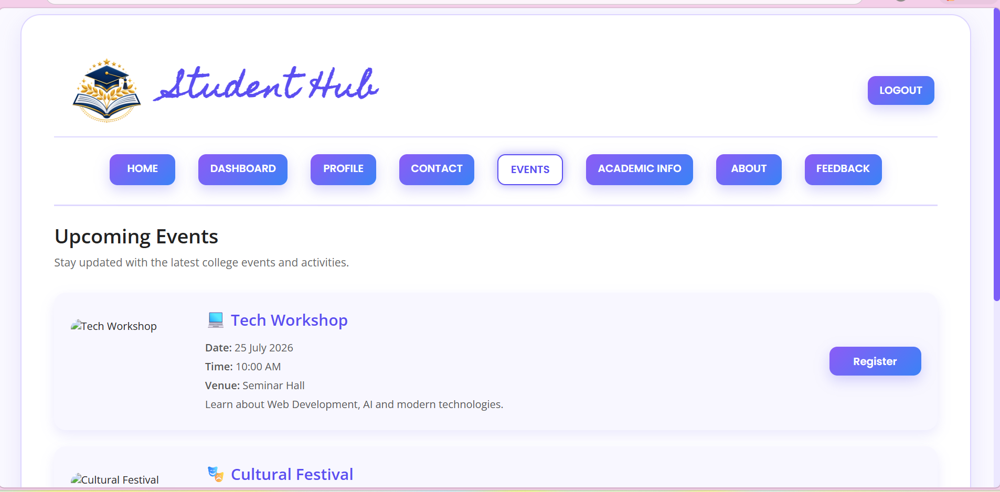 Student Hub
LOGOUT
HOME DASHBOARD PROFILE CONTACT EVENTS ACADEMIC INFO ABOUT FEEDBACK
Upcoming Events
Stay updated with the latest college events and activities.
Tech Workshop
💻 Tech Workshop
Date: 25 July 2026
Time: 10:00 AM
Venue: Seminar Hall
Learn about Web Development, AI and modern technologies.
Register
Cultural Festival
🎭 Cultural Festival